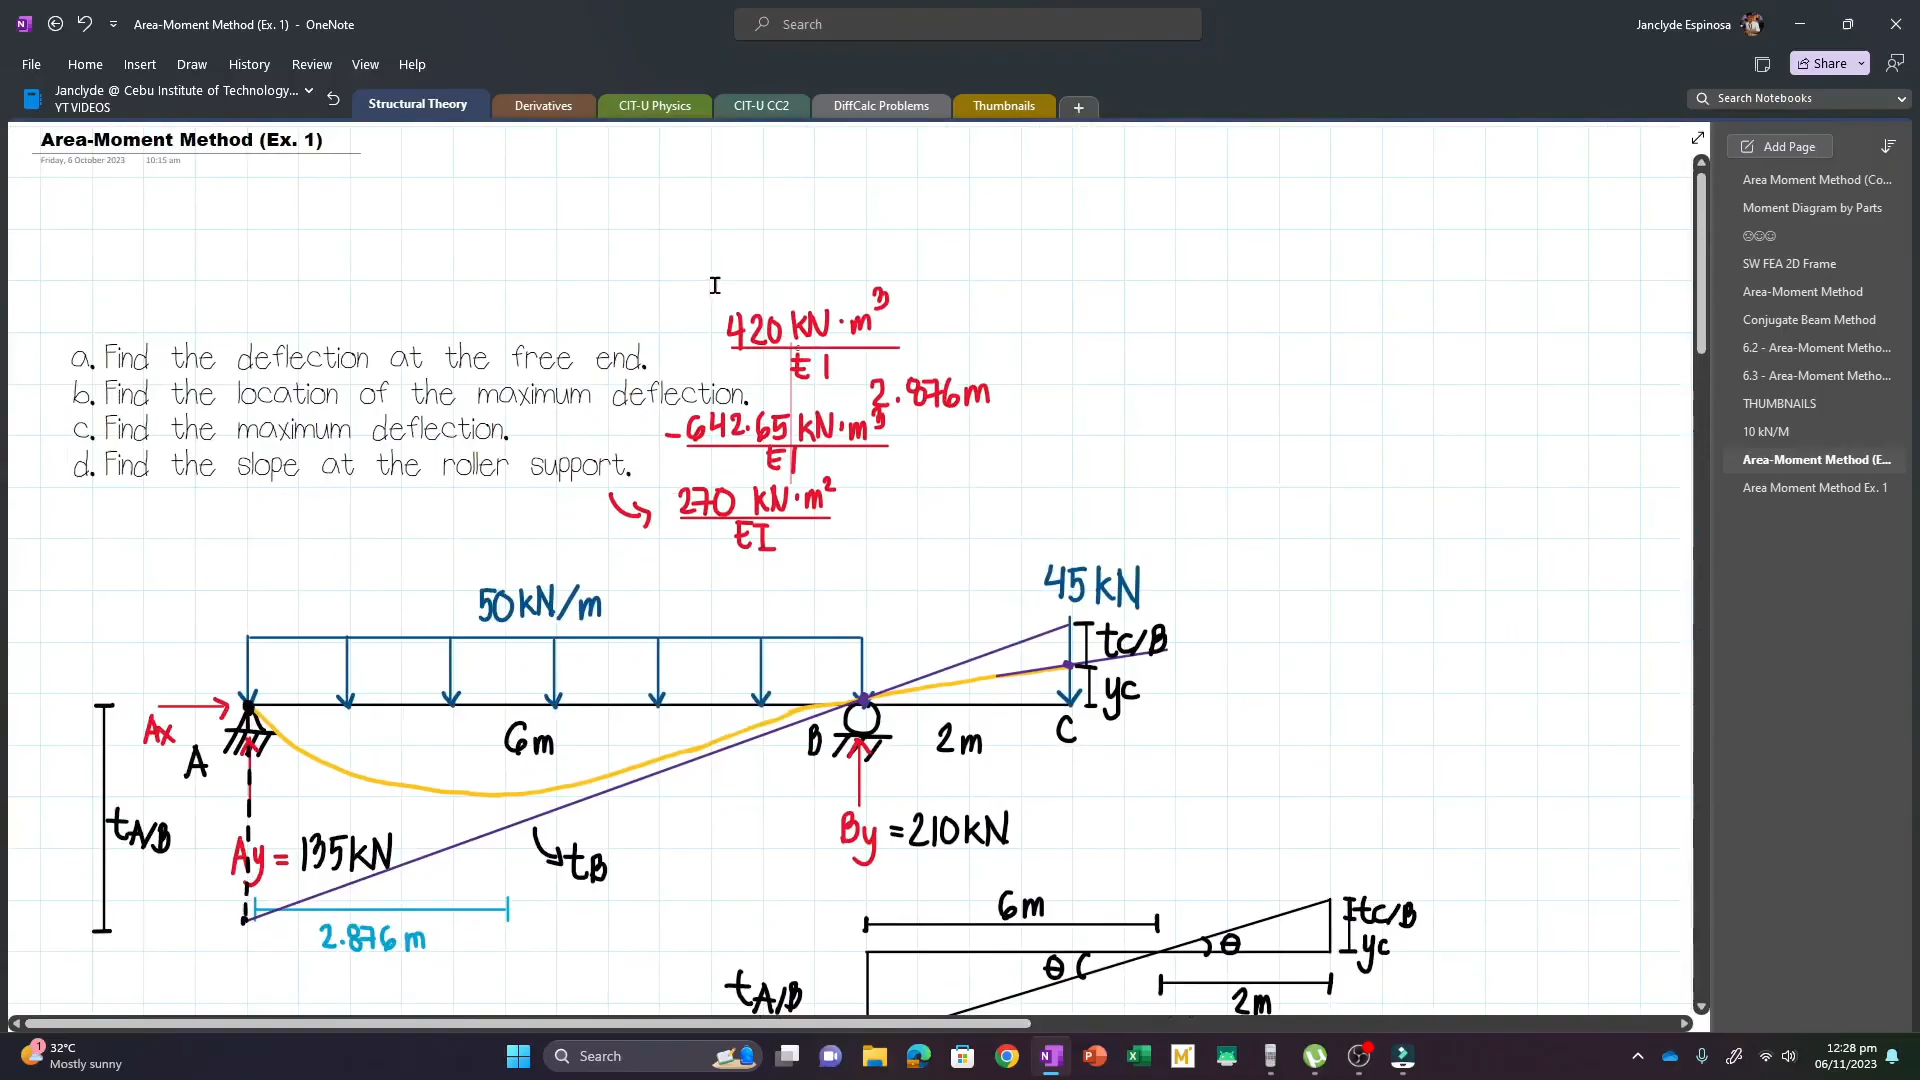 Area-Moment Method (Ex. 1) - OneNote
Search
Janclyde Espinosa
File Home Insert Draw History Review View Help
Share
Janclyde @ Cebu Institute of Technology...
YT VIDEOS
Structural Theory
Derivatives
CIT-U Physics
CIT-U CC2
DiffCalc Problems
Thumbnails
Search Notebooks
Area-Moment Method (Ex. 1)
Friday, 6 October 2023 10:15 am
Add Page
Area Moment Method (Co...
Moment Diagram by Parts
SW FEA 2D Frame
Area-Moment Method
Conjugate Beam Method
6.2 - Area-Moment Metho...
6.3 - Area-Moment Metho...
THUMBNAILS
10 kN/M
Area-Moment Method (E...
Area Moment Method Ex. 1
420 kN·m³
EI
a. Find the deflection at the free end.
b. Find the location of the maximum deflection.
2.876m
c. Find the maximum deflection.
-642.65 kN·m³
EI
d. Find the slope at the roller support.
270 kN·m²
EI
50kN/m
45kN
tC/B
yc
Ax
A
6m
B
2m
C
tA/B
Ay = 135kN
tB
By = 210kN
2.876 m
6m
tC/B
yc
θ
θ
tA/B
2m
32°C
Mostly sunny
1
Search
12:28 pm
06/11/2023